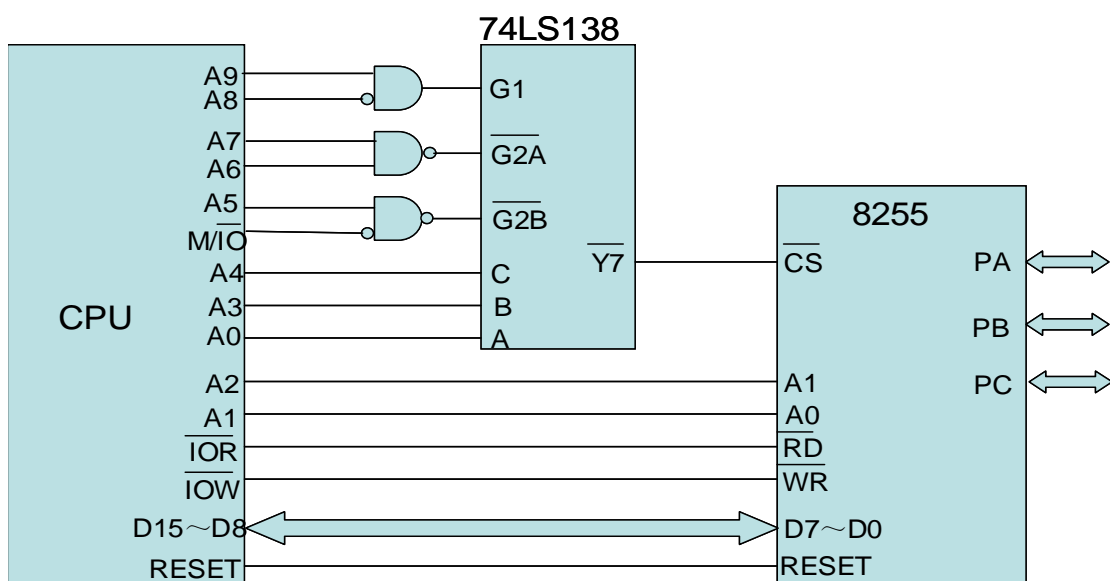 74LS138
A9
A8
G1
A7
A6
G2A
A5
M/IO
G2B
8255
Y7
CS
PA
A4
C
A3
B
CPU
A0
A
PB
A2
A1
PC
A1
A0
IOR
RD
IOW
WR
D15～D8
D7～D0
RESET
RESET